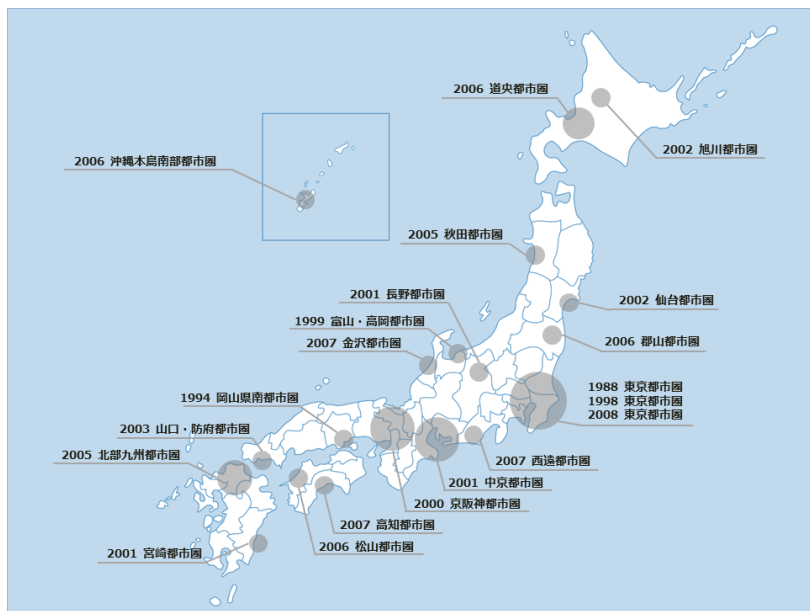 2006 道央都市圏
2002 旭川都市圏
2006 沖縄本島南部都市圏
2005 秋田都市圏
2001 長野都市圏
2002 仙台都市圏
1999 富山・高岡都市圏
2006 郡山都市圏
2007 金沢都市圏
1988 東京都市圏
1998 東京都市圏
2008 東京都市圏
1994 岡山県南都市圏
2003 山口・防府都市圏
2005 北部九州都市圏
2007 西遠都市圏
2001 中京都市圏
2000 京阪神都市圏
2007 高知都市圏
2006 松山都市圏
2001 宮崎都市圏